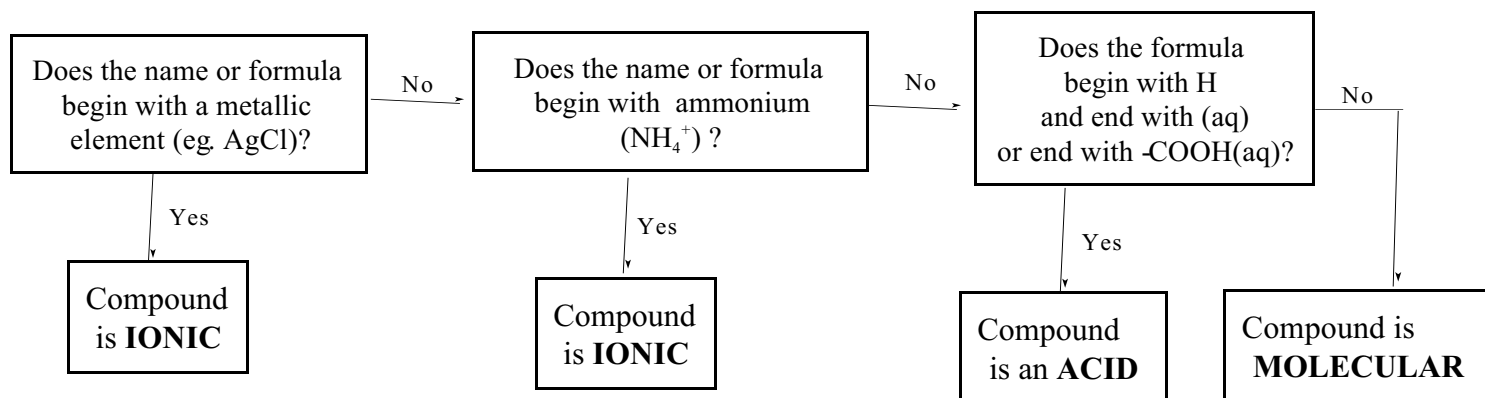 Does the name or formula
begin with a metallic
element (eg. AgCl)?
No
Does the name or formula
begin with ammonium
(NH₄⁺) ?
No
Does the formula
begin with H
and end with (aq)
or end with -COOH(aq)?
No
Yes
Yes
Yes
Compound
is IONIC
Compound
is IONIC
Compound
is an ACID
Compound is
MOLECULAR